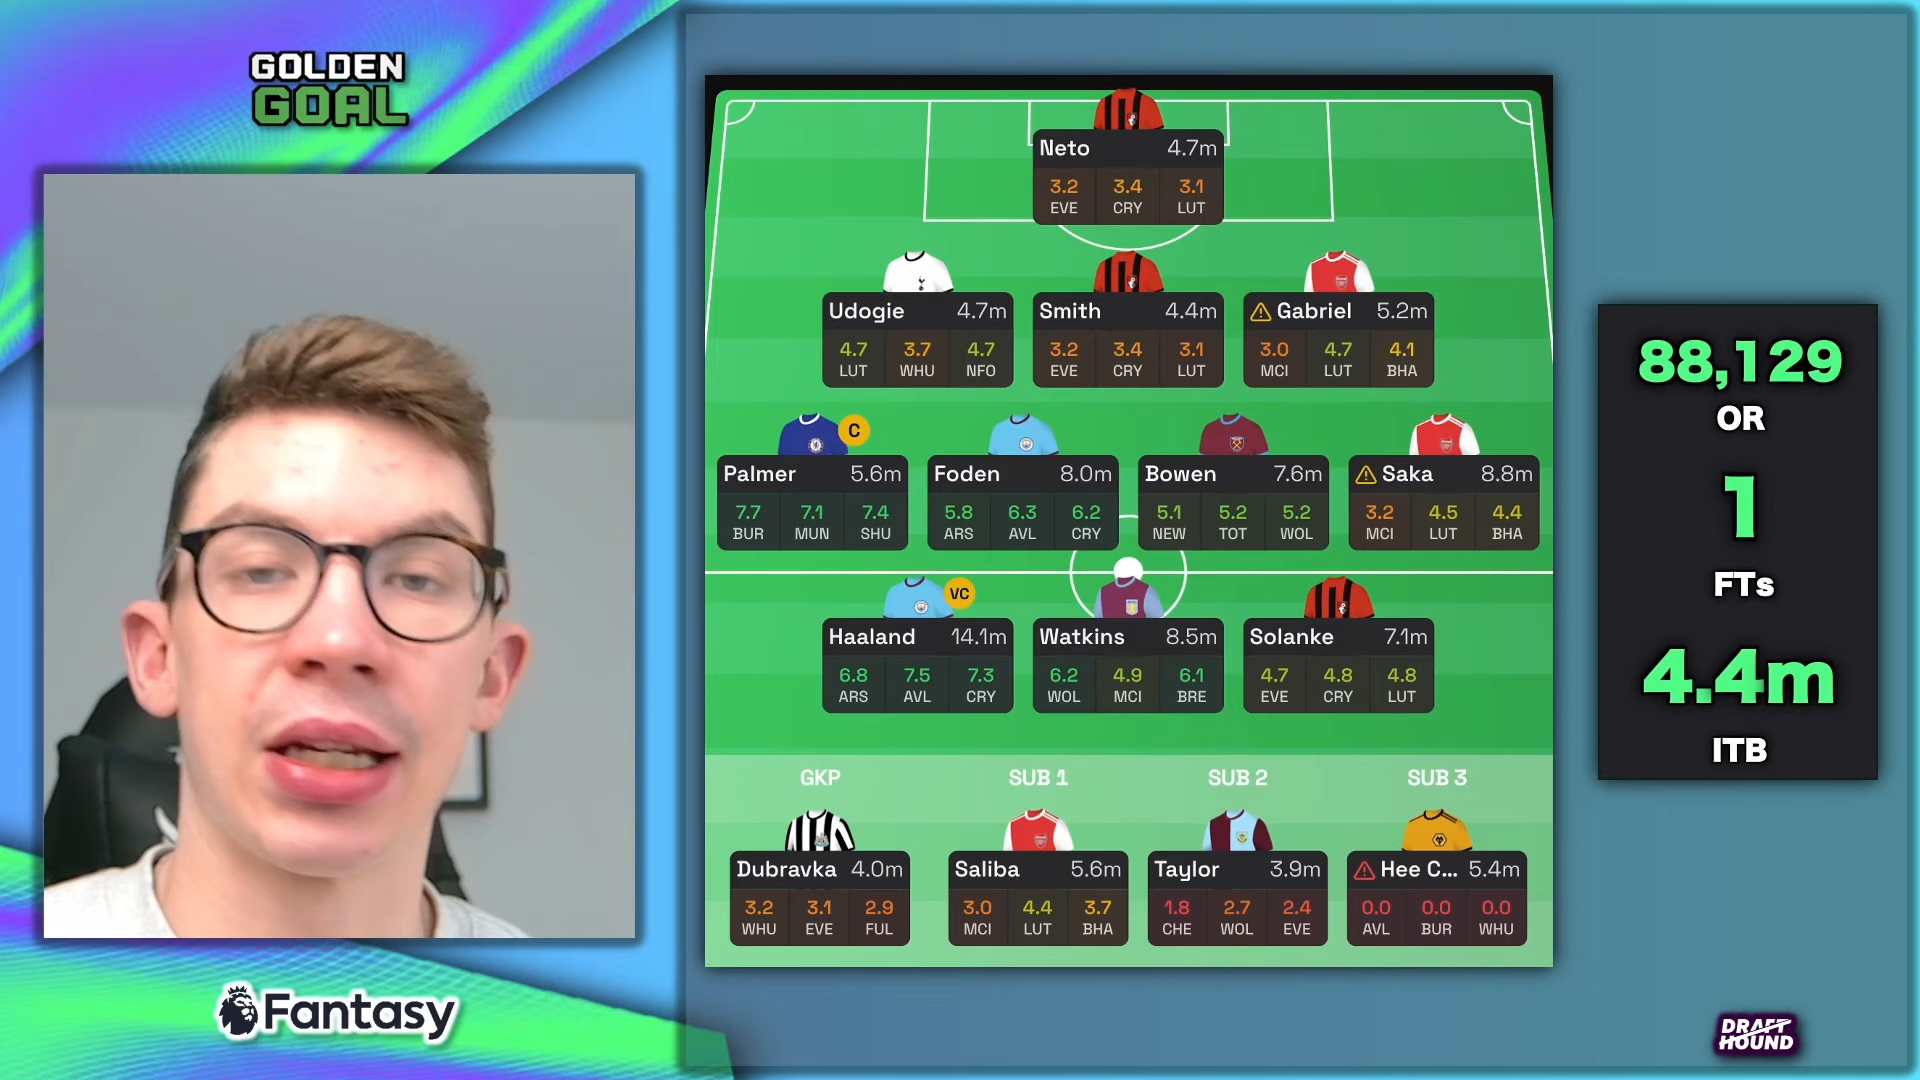 GOLDEN
GOAL
Neto 4.7m
3.2 3.4 3.1
EVE CRY LUT
Udogie 4.7m
4.7 3.7 4.7
LUT WHU NFO
Smith 4.4m
3.2 3.4 3.1
EVE CRY LUT
Gabriel 5.2m
3.0 4.7 4.1
MCI LUT BHA
C
Palmer 5.6m
7.7 7.1 7.4
BUR MUN SHU
Foden 8.0m
5.8 6.3 6.2
ARS AVL CRY
Bowen 7.6m
5.1 5.2 5.2
NEW TOT WOL
Saka 8.8m
3.2 4.5 4.4
MCI LUT BHA
VC
Haaland 14.1m
6.8 7.5 7.3
ARS AVL CRY
Watkins 8.5m
6.2 4.9 6.1
WOL MCI BRE
Solanke 7.1m
4.7 4.8 4.8
EVE CRY LUT
GKP SUB 1 SUB 2 SUB 3
Dubravka 4.0m
3.2 3.1 2.9
WHU EVE FUL
Saliba 5.6m
3.0 4.4 3.7
MCI LUT BHA
Taylor 3.9m
1.8 2.7 2.4
CHE WOL EVE
Hee C... 5.4m
0.0 0.0 0.0
AVL BUR WHU
88,129
OR
1
FTs
4.4m
ITB
Fantasy
DRAFT
HOUND